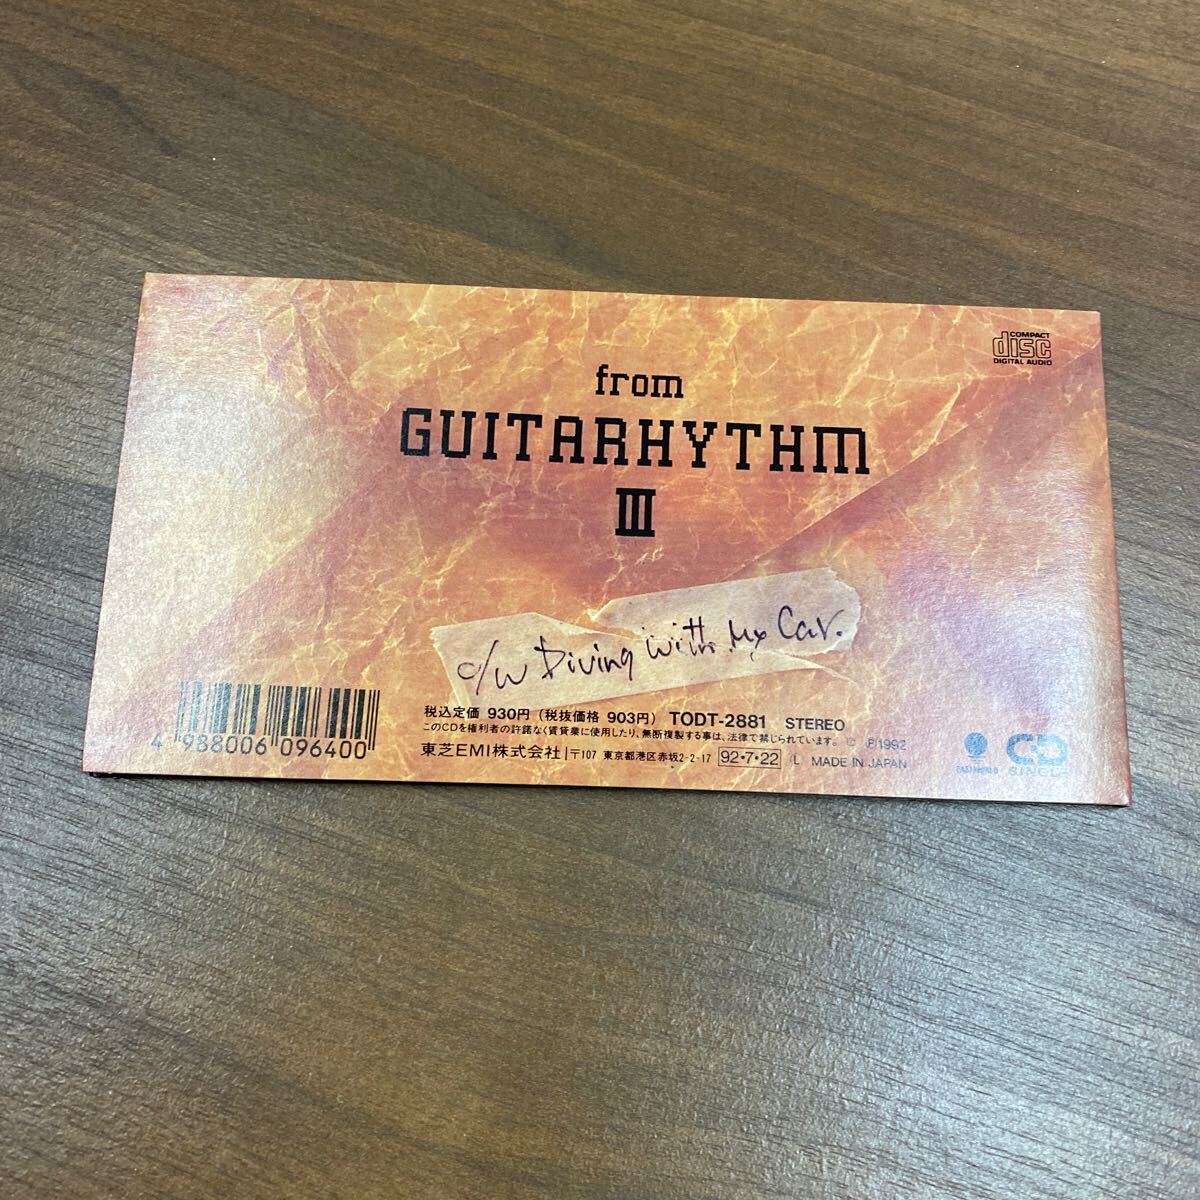 COMPACT
disc
DIGITAL AUDIO
from
GUITARHYTHM
III
c/w Diving with My Car.
税込定価 930円(税抜価格 903円) TODT-2881 STEREO
このCDを権利者の許諾なく賃貸業に使用したり、無断複製する事は、法律で禁じられています。 Ⓒ Ⓟ1992
東芝EMI株式会社 〒107 東京都港区赤坂2-2-17 92・7・22 L MADE IN JAPAN
4 988006 096400
EASTWORLD
CD
SINGLE